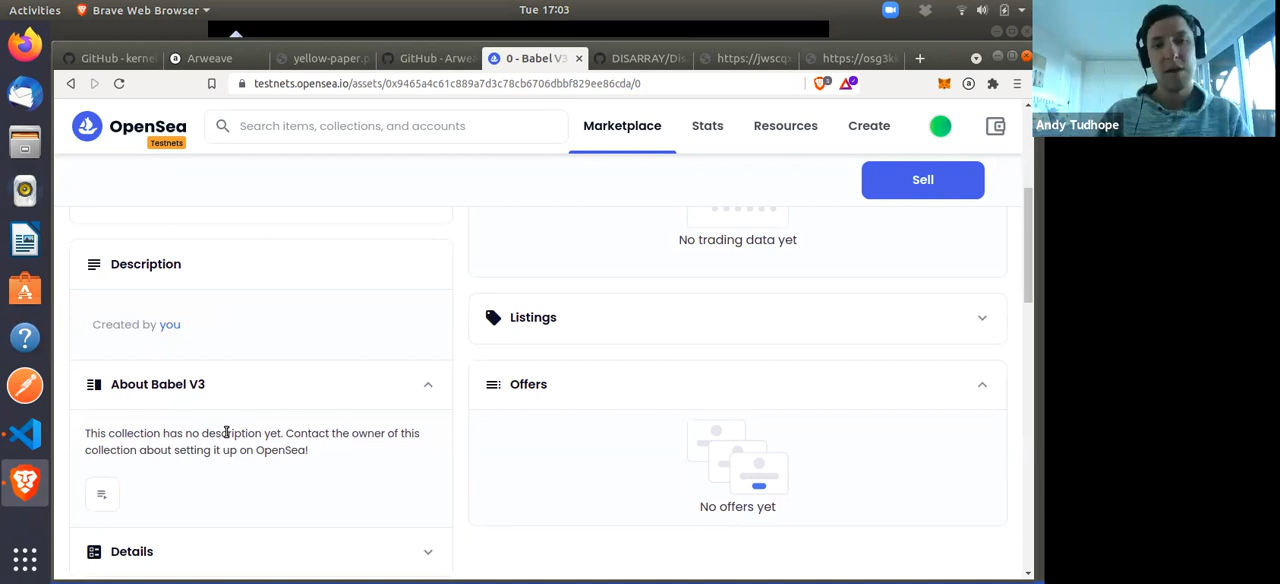 Activities
Brave Web Browser
Tue 17:03
GitHub - kerne
Arweave
yellow-paper.p
GitHub - Arwe
0 - Babel V3
DISARRAY/Dis
https://jwscqx
https://osg3kl
testnets.opensea.io/assets/0x9465a4c61c889a7d3c78cb6706dbbf829ee86cda/0
OpenSea
Testnets
Search items, collections, and accounts
Marketplace
Stats
Resources
Create
Andy Tudhope
Sell
No trading data yet
Description
Created by you
Listings
About Babel V3
Offers
This collection has no description yet. Contact the owner of this
collection about setting it up on OpenSea!
No offers yet
Details